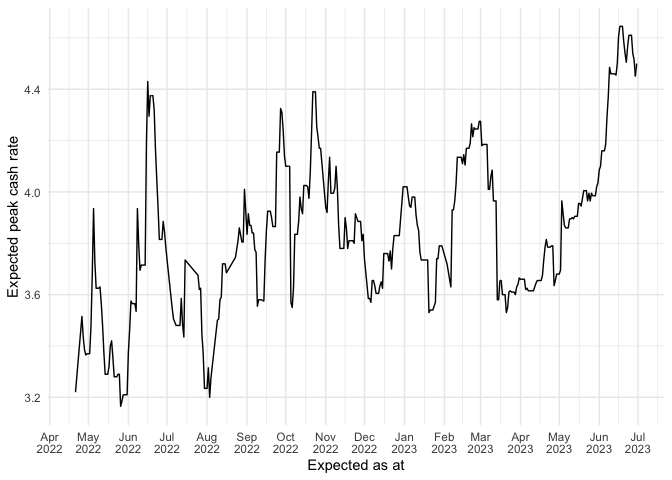 Expected peak cash rate
4.4
4.0
3.6
3.2
Apr May Jun Jul Aug Sep Oct Nov Dec Jan Feb Mar Apr May Jun Jul
2022 2022 2022 2022 2022 2022 2022 2022 2022 2023 2023 2023 2023 2023 2023 2023
Expected as at